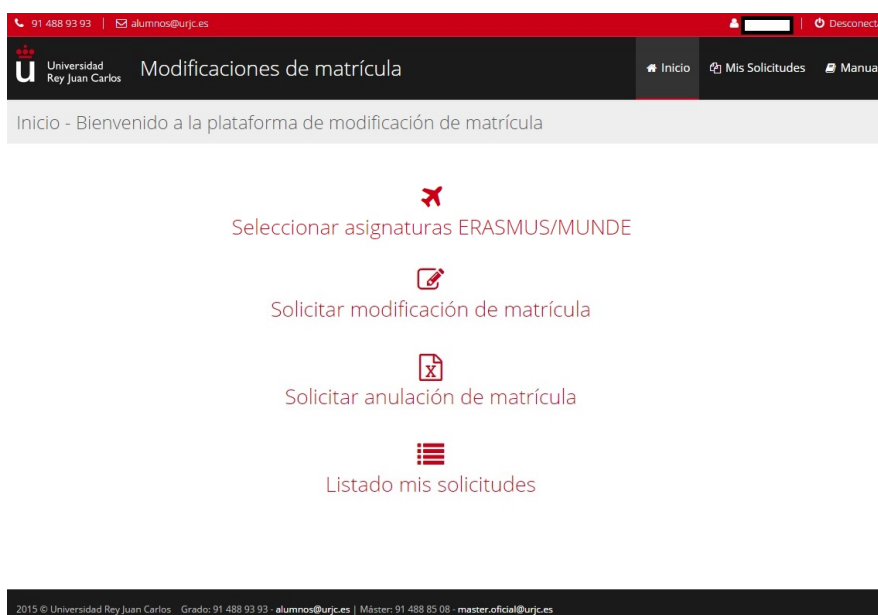 91 488 93 93 | alumnos@urjc.es | Desconect
Universidad
Rey Juan Carlos
Modificaciones de matrícula
Inicio Mis Solicitudes Manua
Inicio - Bienvenido a la plataforma de modificación de matrícula
Seleccionar asignaturas ERASMUS/MUNDE
Solicitar modificación de matrícula
Solicitar anulación de matrícula
Listado mis solicitudes
2015 © Universidad Rey Juan Carlos Grado: 91 488 93 93 - alumnos@urjc.es | Máster: 91 488 85 08 - master.oficial@urjc.es